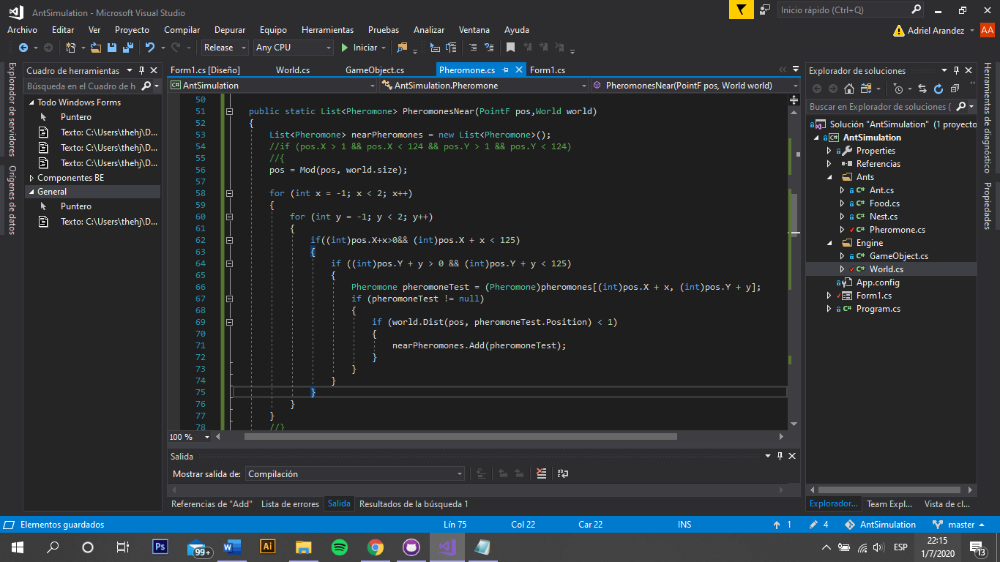 AntSimulation - Microsoft Visual Studio
Inicio rápido (Ctrl+Q)
Archivo Editar Ver Proyecto Compilar Depurar Equipo Herramientas Pruebas Analizar Ventana Ayuda
Adriel Arandez AA
Release Any CPU Iniciar
Explorador de servidores
Orígenes de datos
Cuadro de herramientas
Búsqueda en el Cuadro de h
Todo Windows Forms
Puntero
Texto: C:\Users\thehj\D...
Texto: C:\Users\thehj\D...
Texto: C:\Users\thehj\D...
Componentes BE
General
Puntero
Texto: C:\Users\thehj\D...
Form1.cs [Diseño] World.cs GameObject.cs Pheromone.cs Form1.cs
AntSimulation AntSimulation.Pheromone PheromonesNear(PointF pos, World world)
50
51 public static List<Pheromone> PheromonesNear(PointF pos,World world)
52 {
53 List<Pheromone> nearPheromones = new List<Pheromone>();
54 //if (pos.X > 1 && pos.X < 124 && pos.Y > 1 && pos.Y < 124)
55 //{
56 pos = Mod(pos, world.size);
57
58 for (int x = -1; x < 2; x++)
59 {
60 for (int y = -1; y < 2; y++)
61 {
62 if((int)pos.X+x>0&& (int)pos.X + x < 125)
63 {
64 if ((int)pos.Y + y > 0 && (int)pos.Y + y < 125)
65 {
66 Pheromone pheromoneTest = (Pheromone)pheromones[(int)pos.X + x, (int)pos.Y + y];
67 if (pheromoneTest != null)
68 {
69 if (world.Dist(pos, pheromoneTest.Position) < 1)
70 {
71 nearPheromones.Add(pheromoneTest);
72 }
73 }
74 }
75 }
76 }
77 }
78 //}
100 %
Salida
Mostrar salida de: Compilación
Referencias de "Add" Lista de errores Salida Resultados de la búsqueda 1
Explorador de soluciones
Buscar en Explorador de soluciones (
Solución "AntSimulation" (1 proyecto
AntSimulation
Properties
Referencias
Ants
Ant.cs
Food.cs
Nest.cs
Pheromone.cs
Engine
GameObject.cs
World.cs
App.config
Form1.cs
Program.cs
Explorador... Team Expl... Vista de cl...
Herramientas de diagnóstico
Propiedades
Elementos guardados Lín 75 Col 22 Car 22 INS 1 4 AntSimulation master
Ps 99+ W Ai ESP 22:15 13
1/7/2020